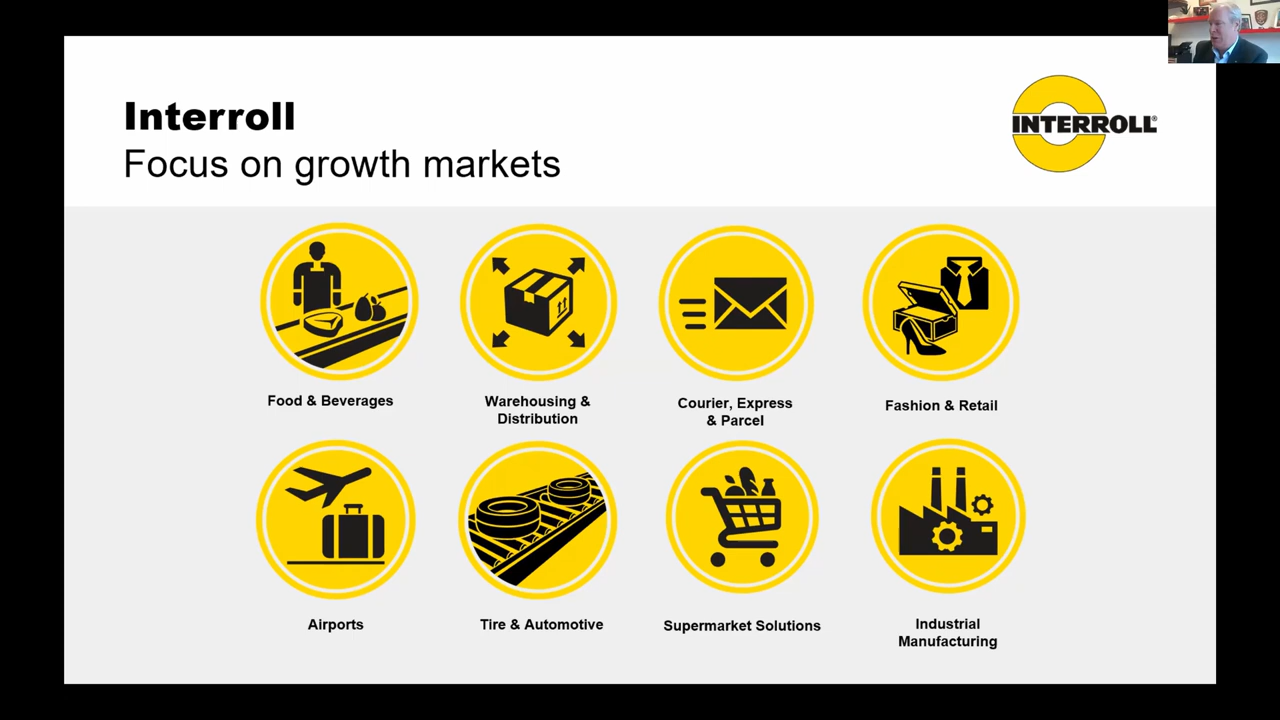 Interroll
Focus on growth markets
INTERROLL®
Food & Beverages
Warehousing &
Distribution
Courier, Express
& Parcel
Fashion & Retail
Airports
Tire & Automotive
Supermarket Solutions
Industrial
Manufacturing